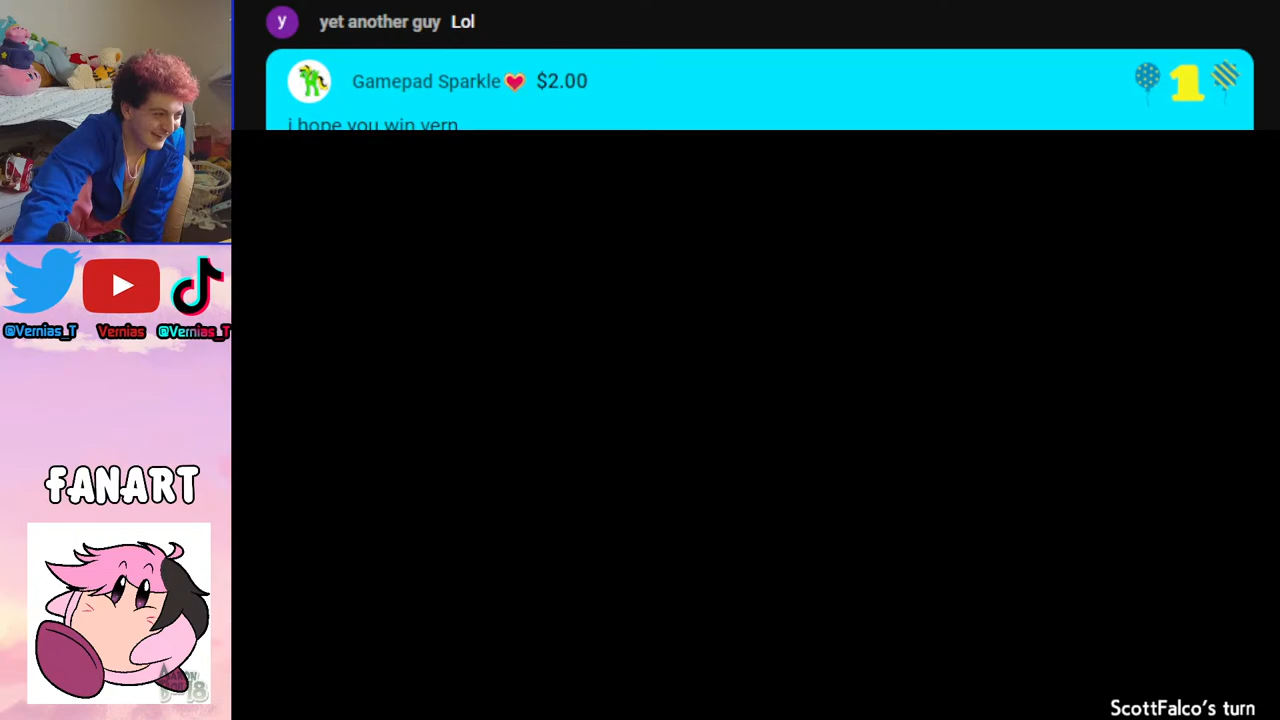 y yet another guy Lol
Gamepad Sparkle $2.00
1
i hope you win vern
@Vernias_T Vernias @Vernias_T
FANART
ScottFalco's turn